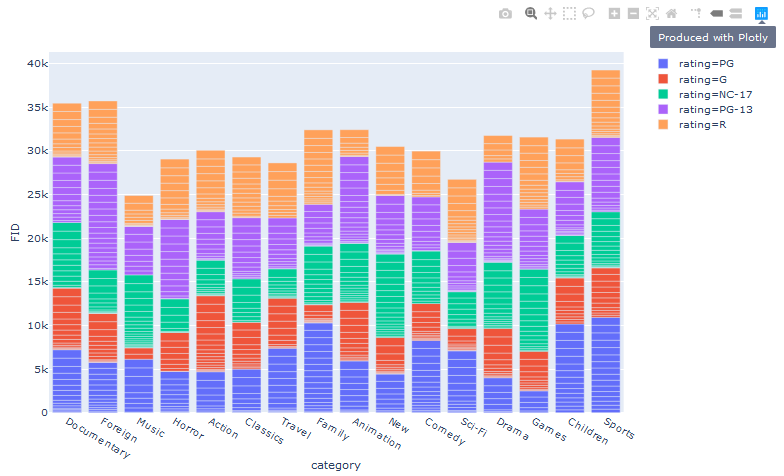 Produced with Plotly
rating=PG
rating=G
rating=NC-17
rating=PG-13
rating=R
40k
35k
30k
25k
20k
15k
10k
5k
0
FID
Documentary
Foreign
Music
Horror
Action
Classics
Travel
Family
Animation
New
Comedy
Sci-Fi
Drama
Games
Children
Sports
category